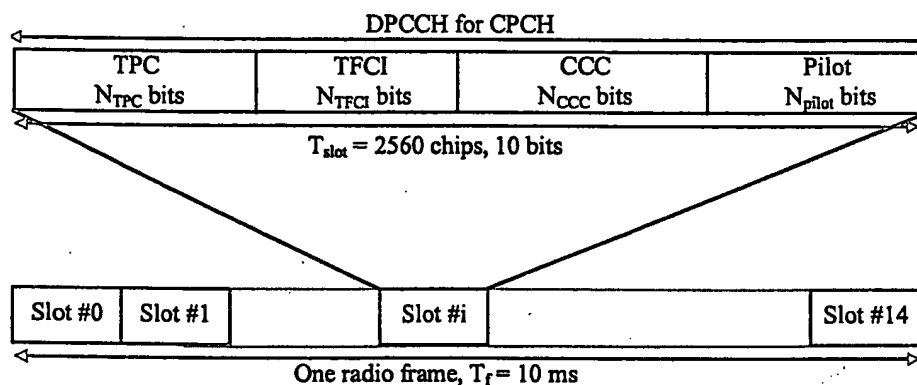 DPCCH for CPCH
TPC
N_TPC bits
TFCI
N_TFCI bits
CCC
N_CCC bits
Pilot
N_pilot bits
T_slot = 2560 chips, 10 bits
Slot #0
Slot #1
Slot #i
Slot #14
One radio frame, T_f = 10 ms